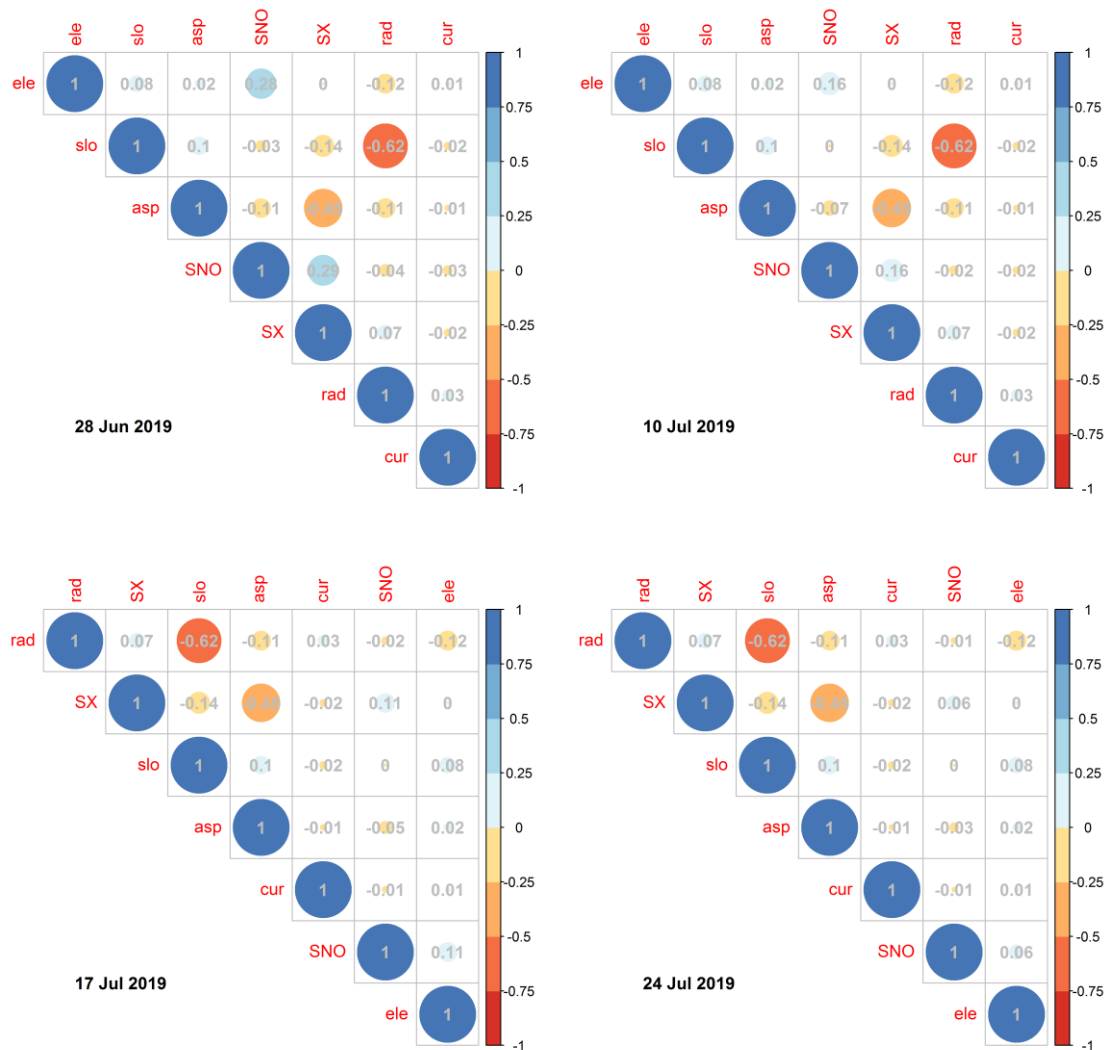 ele slo asp SNO SX rad cur
ele 1 0.08 0.02 0.28 0 -0.12 0.01
slo 1 0.1 -0.03 -0.14 -0.62 -0.02
asp 1 -0.11 -0.11 -0.01
SNO 1 0.29 -0.04 -0.03
SX 1 0.07 -0.02
rad 1 0.03
28 Jun 2019
cur 1
1
0.75
0.5
0.25
0
-0.25
-0.5
-0.75
-1
ele slo asp SNO SX rad cur
ele 1 0.08 0.02 0.16 0 -0.12 0.01
slo 1 0.1 0 -0.14 -0.62 -0.02
asp 1 -0.07 -0.11 -0.01
SNO 1 0.16 -0.02 -0.02
SX 1 0.07 -0.02
rad 1 0.03
10 Jul 2019
cur 1
1
0.75
0.5
0.25
0
-0.25
-0.5
-0.75
-1
rad SX slo asp cur SNO ele
rad 1 0.07 -0.62 -0.11 0.03 -0.02 -0.12
SX 1 -0.14 -0.02 0.11 0
slo 1 0.1 -0.02 0 0.08
asp 1 -0.01 -0.05 0.02
cur 1 -0.01 0.01
SNO 1 0.11
17 Jul 2019
ele 1
1
0.75
0.5
0.25
0
-0.25
-0.5
-0.75
-1
rad SX slo asp cur SNO ele
rad 1 0.07 -0.62 -0.11 0.03 -0.01 -0.12
SX 1 -0.14 -0.45 -0.02 0.06 0
slo 1 0.1 -0.02 0 0.08
asp 1 -0.01 -0.03 0.02
cur 1 -0.01 0.01
SNO 1 0.06
24 Jul 2019
ele 1
1
0.75
0.5
0.25
0
-0.25
-0.5
-0.75
-1